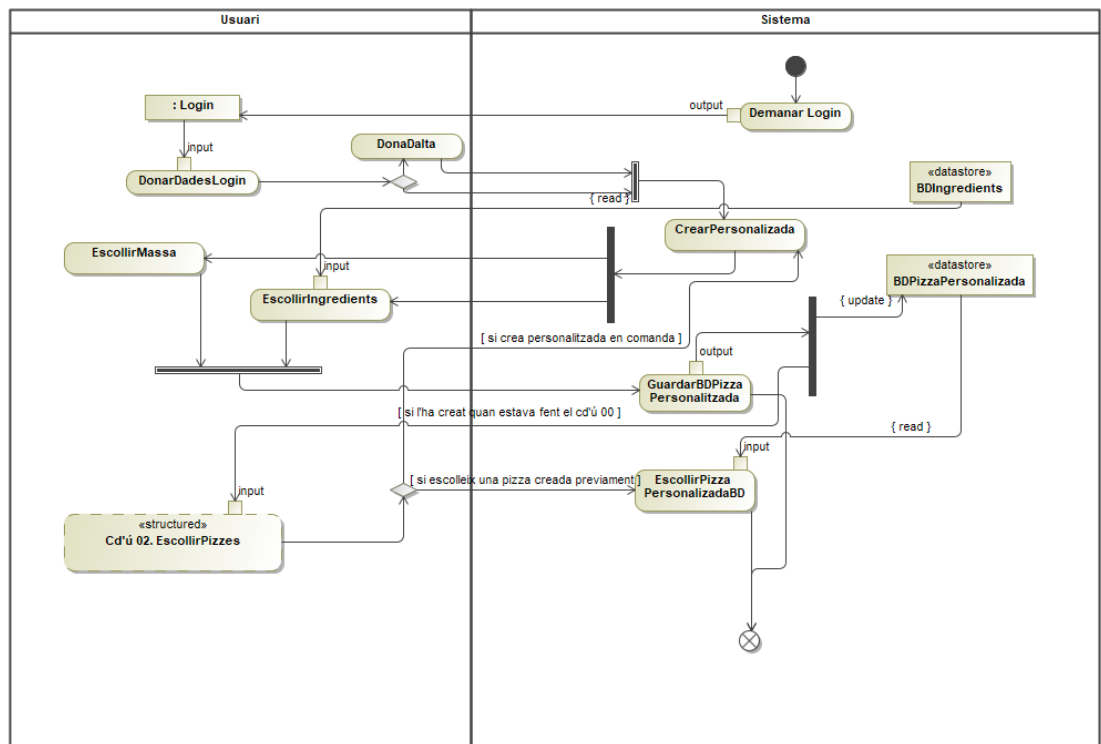 Usuari
Sistema
output
: Login
Demanar Login
input
DonaDalta
DonarDadesLogin
«datastore»
BDIngredients
{ read }
CrearPersonalizada
EscollirMassa
input
«datastore»
BDPizzaPersonalizada
EscollirIngredients
{ update }
[ si crea personalitzada en comanda ]
output
GuardarBDPizza
Personalitzada
[ si l'ha creat quan estava fent el cd'ú 00 ]
{ read }
input
[ si escolleix una pizza creada previament ]
EscollirPizza
PersonalizadaBD
input
«structured»
Cd'ú 02. EscollirPizzes